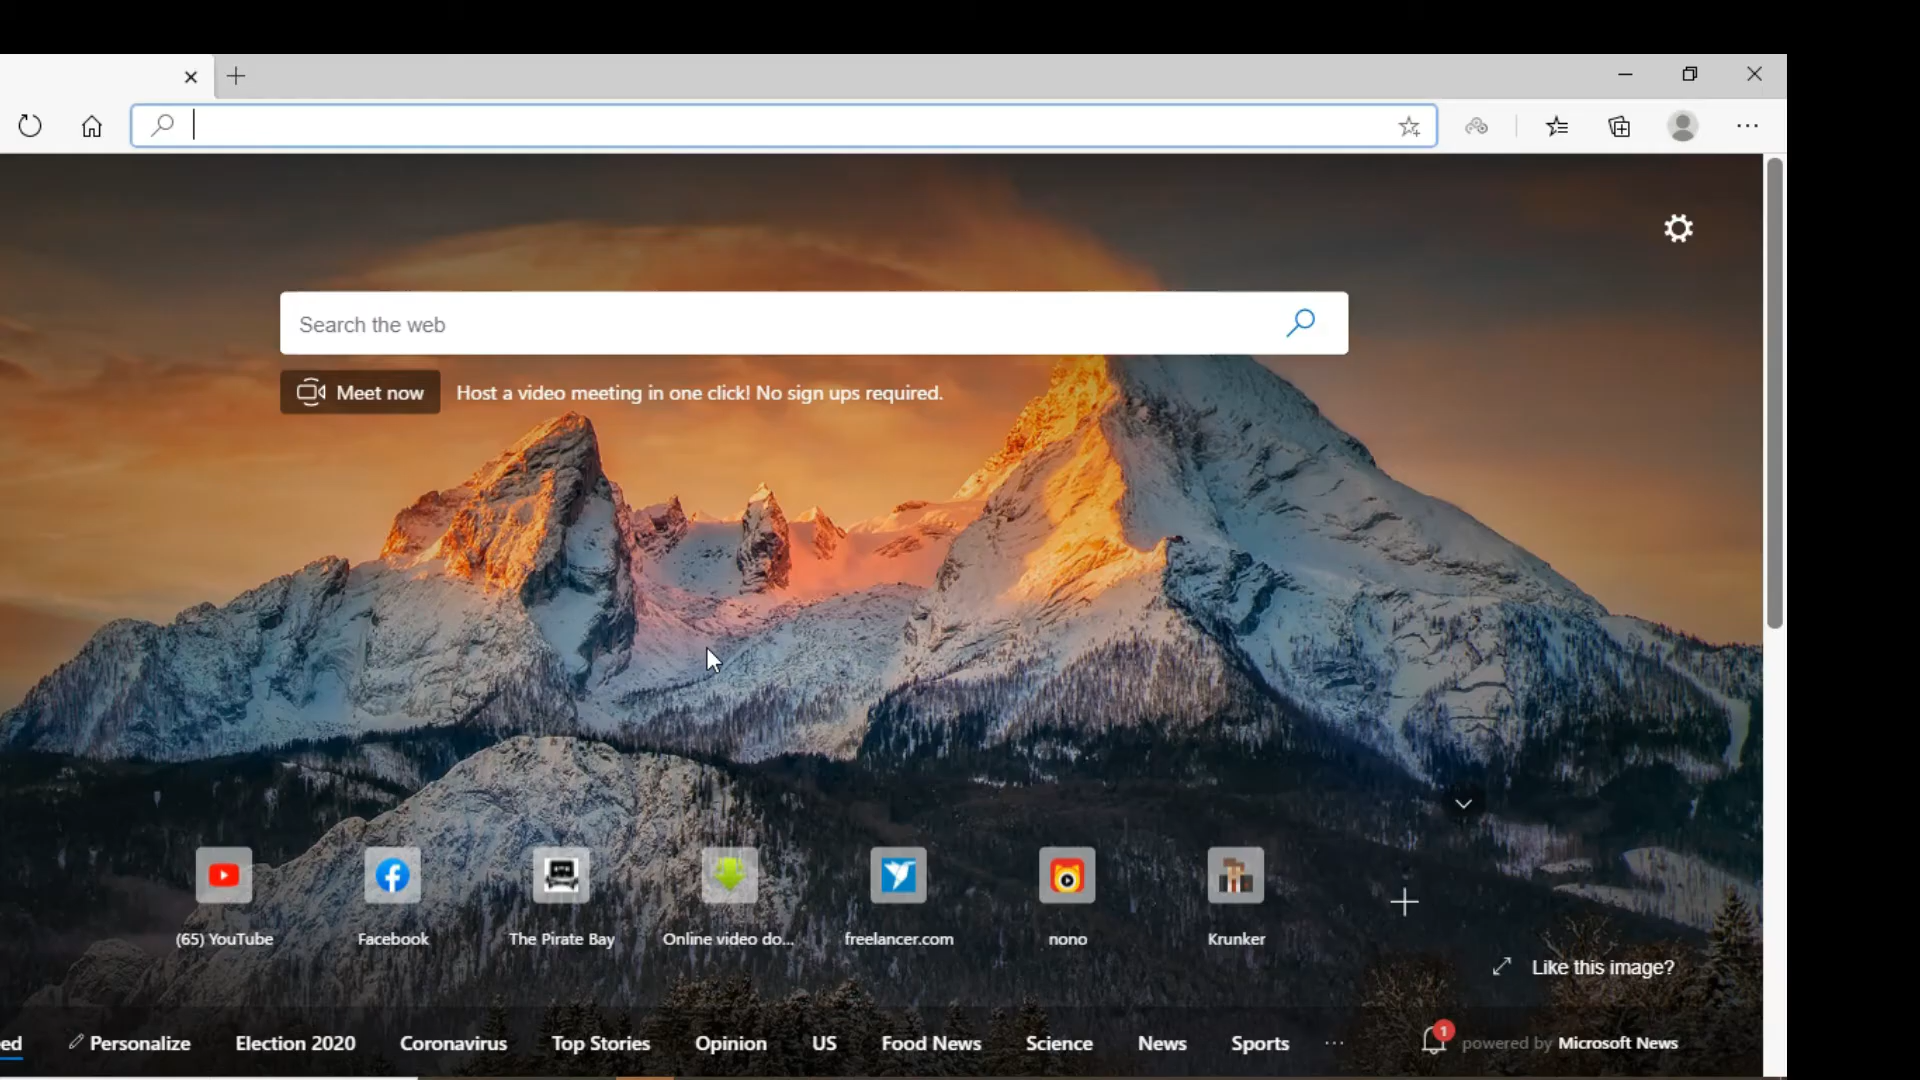 Search the web
Meet now Host a video meeting in one click! No sign ups required.
(65) YouTube Facebook The Pirate Bay Online video do... freelancer.com nono Krunker
Like this image?
ed Personalize Election 2020 Coronavirus Top Stories Opinion US Food News Science News Sports ... 1 powered by Microsoft News